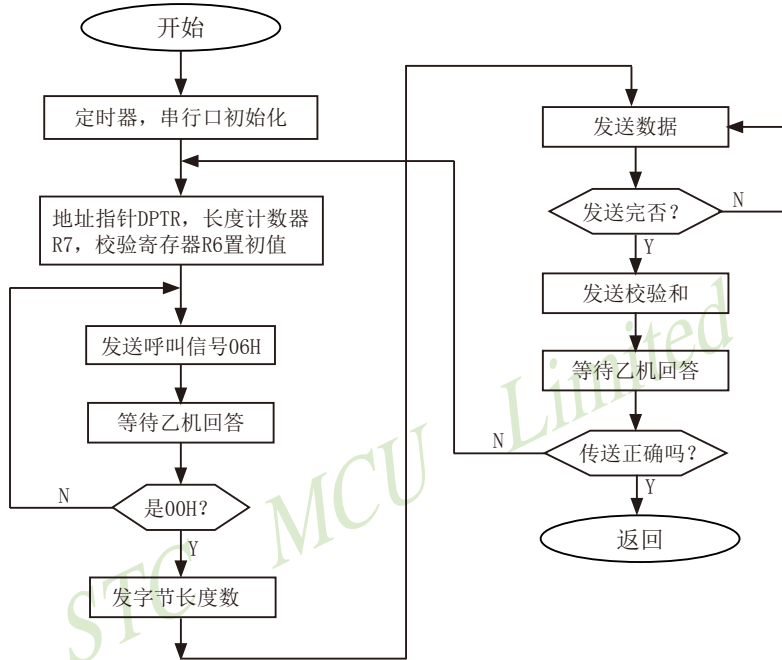 开始
定时器，串行口初始化
地址指针DPTR，长度计数器
R7，校验寄存器R6置初值
发送呼叫信号06H
等待乙机回答
N
是00H？
Y
发字节长度数
发送数据
发送完否？
N
Y
发送校验和
等待乙机回答
N
传送正确吗？
Y
返回
STC MCU Limited